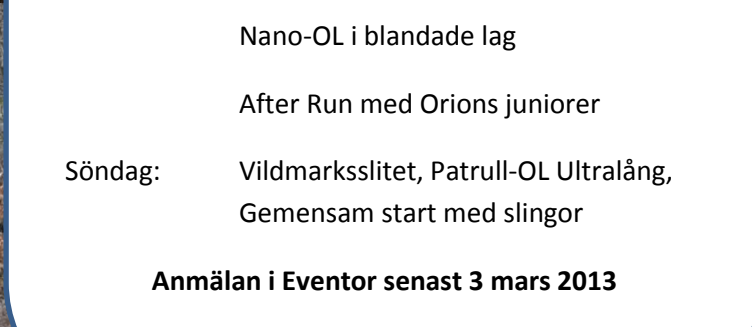 Nano-OL i blandade lag
After Run med Orions juniorer
Söndag: Vildmarksslitet, Patrull-OL Ultralång,
Gemensam start med slingor
Anmälan i Eventor senast 3 mars 2013